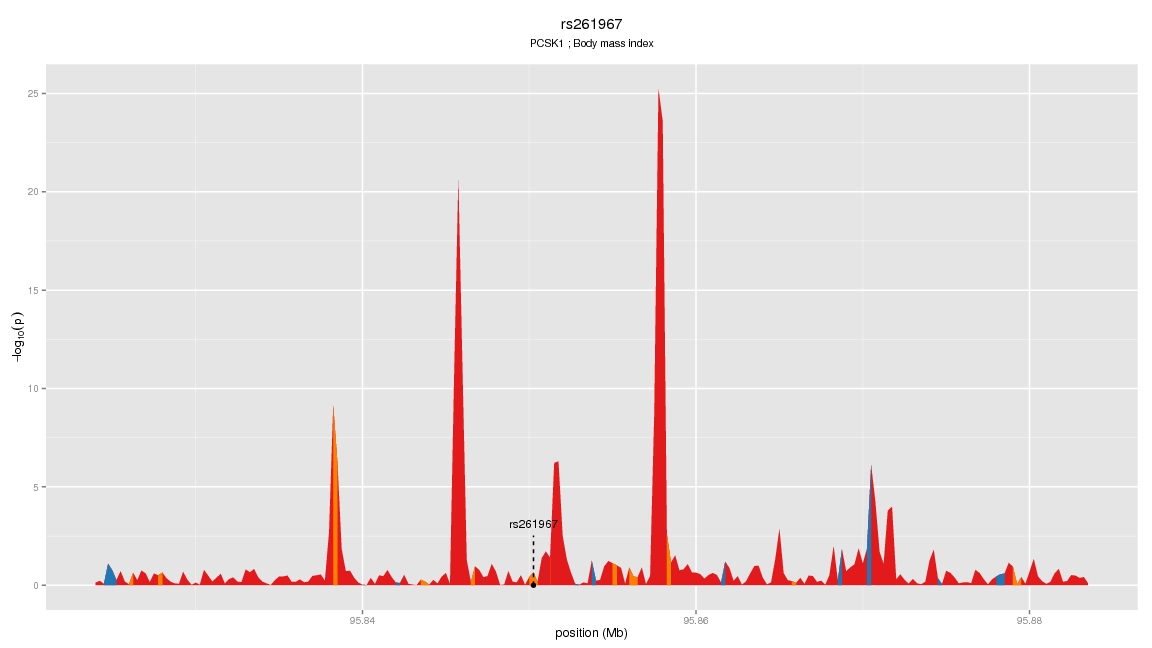 rs261967
PCSK1 ; Body mass index
25
20
15
10
5
0
−log10(p)
rs261967
95.84
95.86
95.88
position (Mb)